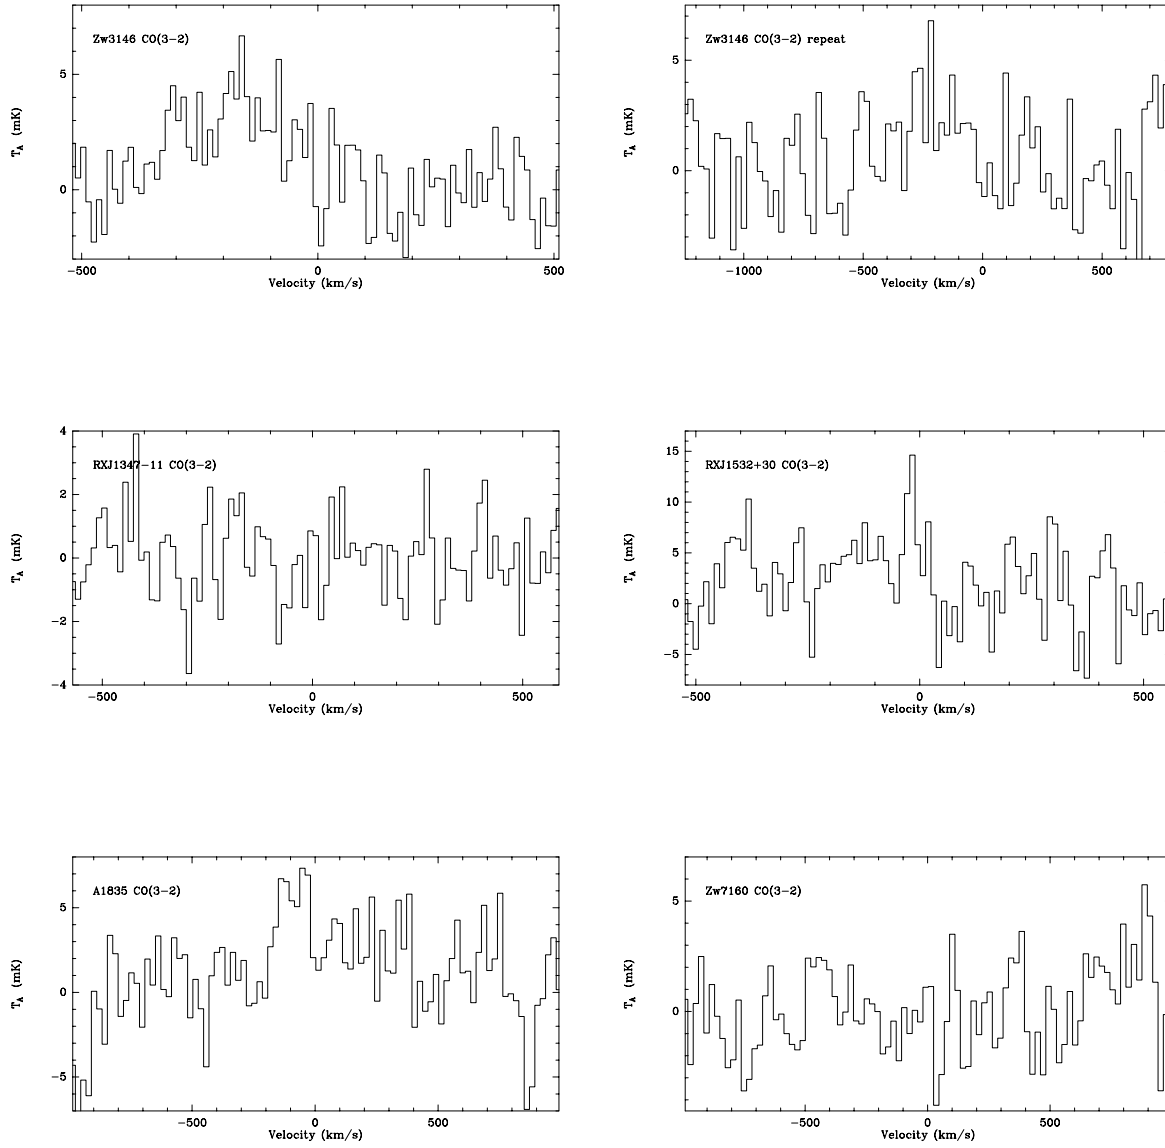 Zw3146 CO(3-2)
5
0
-500
0
500
T_A (mK)
Velocity (km/s)
Zw3146 CO(3-2) repeat
5
0
-1000
-500
0
500
T_A (mK)
Velocity (km/s)
RXJ1347-11 CO(3-2)
4
2
0
-2
-4
-500
0
500
T_A (mK)
Velocity (km/s)
RXJ1532+30 CO(3-2)
15
10
5
0
-5
-500
0
500
T_A (mK)
Velocity (km/s)
A1835 CO(3-2)
5
0
-5
-500
0
500
T_A (mK)
Velocity (km/s)
Zw7160 CO(3-2)
5
0
-500
0
500
T_A (mK)
Velocity (km/s)